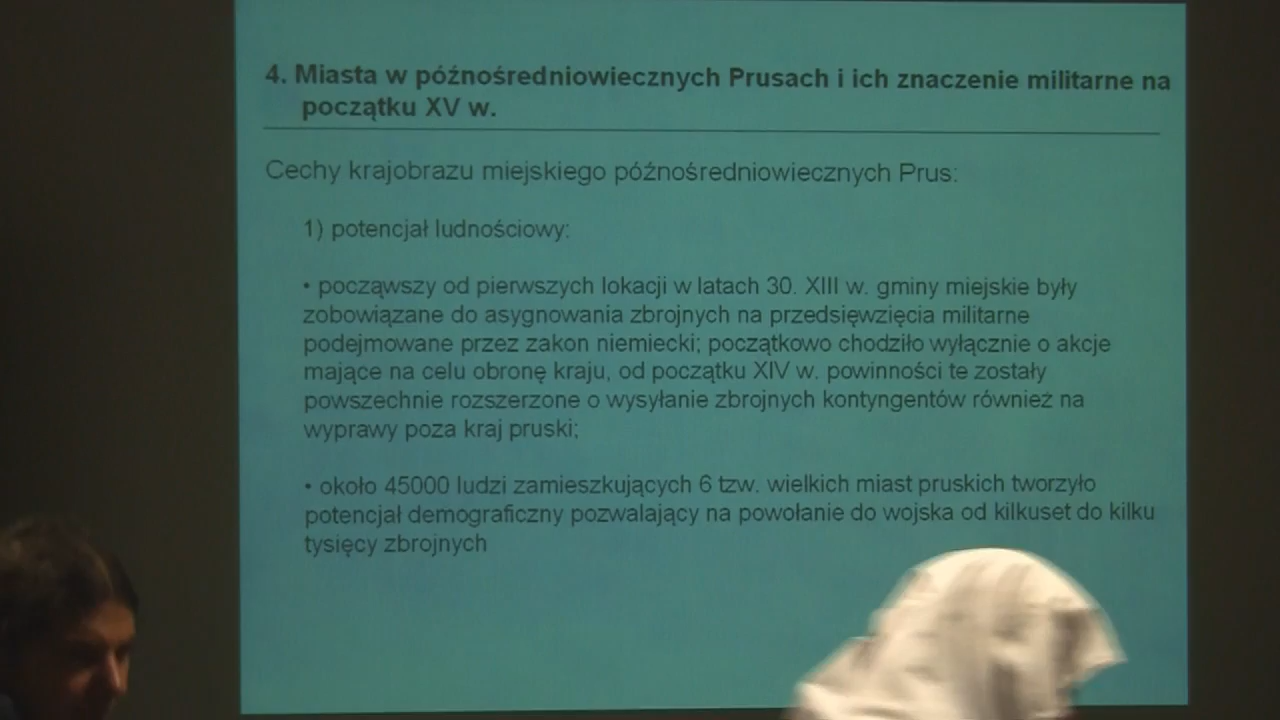 4. Miasta w późnośredniowiecznych Prusach i ich znaczenie militarne na
początku XV w.
Cechy krajobrazu miejskiego późnośredniowiecznych Prus:
1) potencjał ludnościowy:
• począwszy od pierwszych lokacji w latach 30. XIII w. gminy miejskie były
zobowiązane do asygnowania zbrojnych na przedsięwzięcia militarne
podejmowane przez zakon niemiecki; początkowo chodziło wyłącznie o akcje
mające na celu obronę kraju, od początku XIV w. powinności te zostały
powszechnie rozszerzone o wysyłanie zbrojnych kontyngentów również na
wyprawy poza kraj pruski;
• około 45000 ludzi zamieszkujących 6 tzw. wielkich miast pruskich tworzyło
potencjał demograficzny pozwalający na powołanie do wojska od kilkuset do kilku
tysięcy zbrojnych